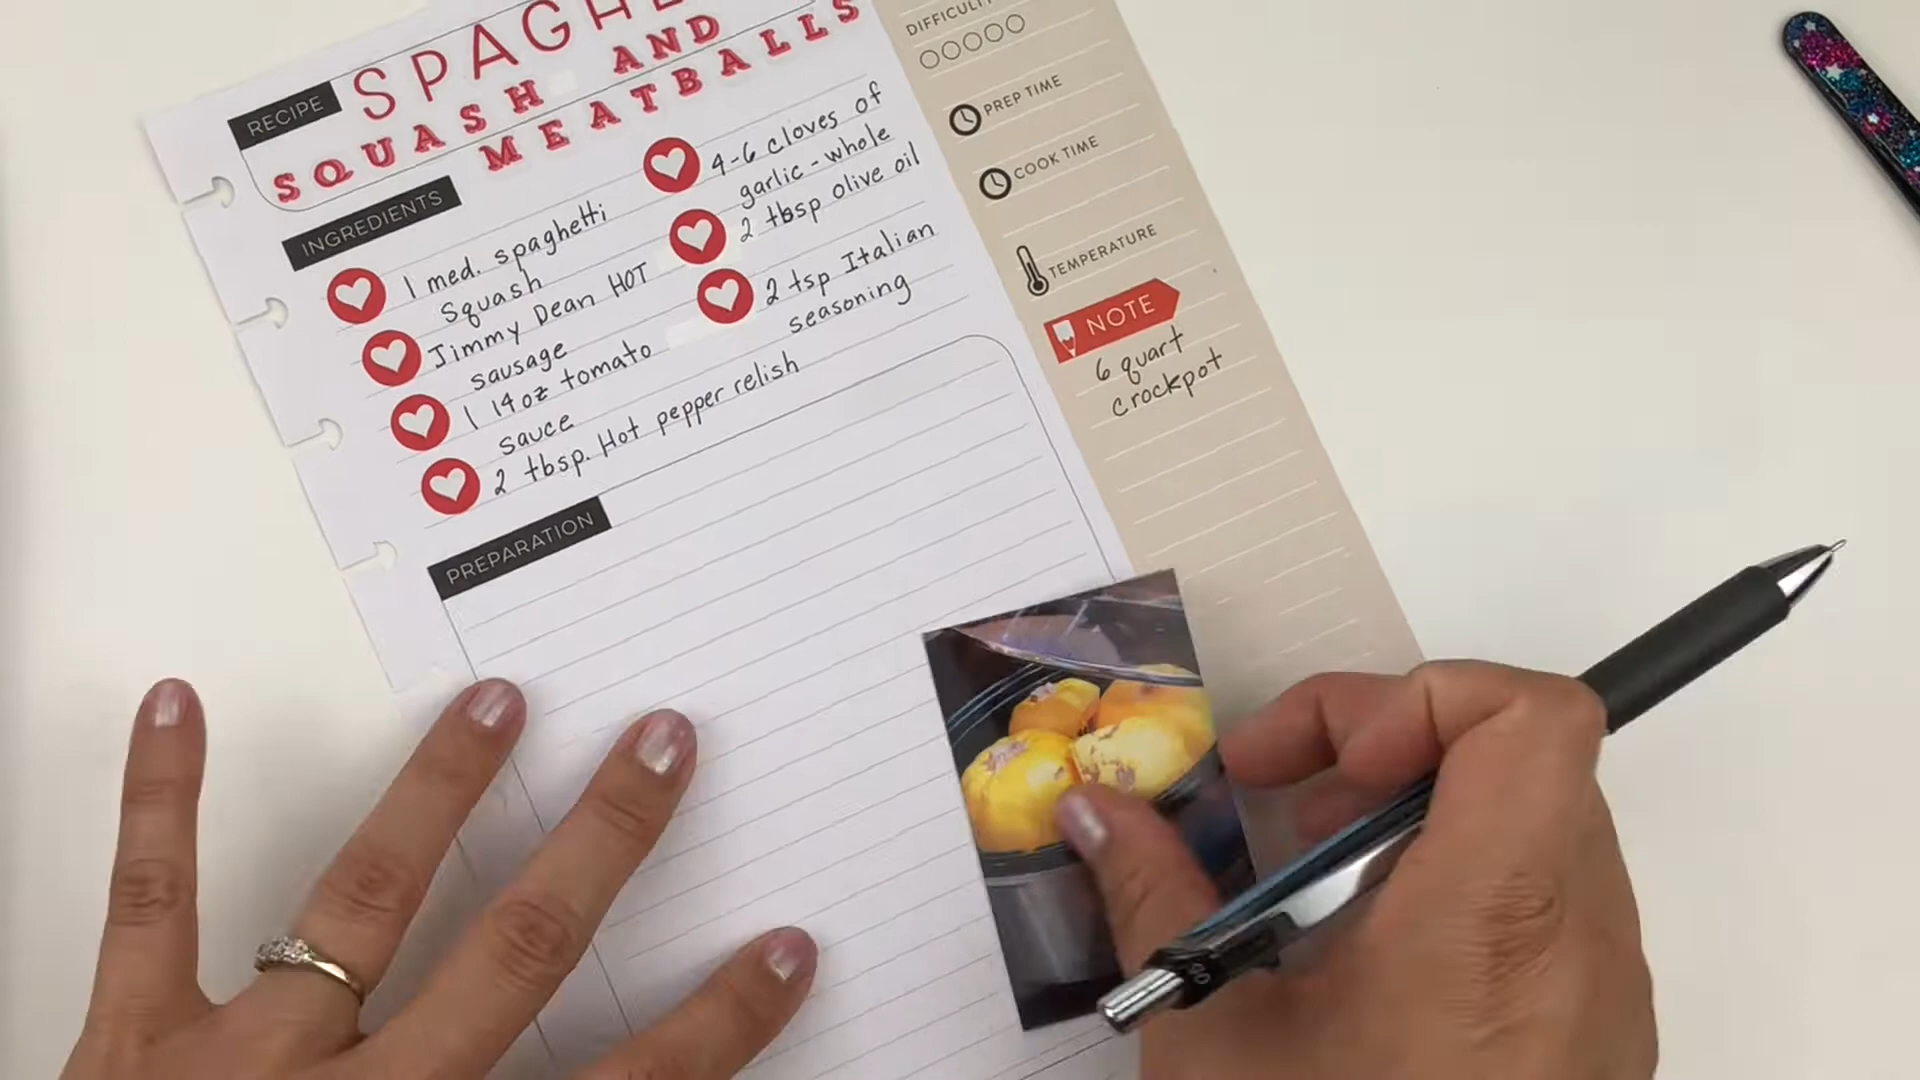 RECIPE
SPAGHE
SQUASH AND
MEATBALLS
INGREDIENTS
1 med. spaghetti
squash
Jimmy Dean HOT
sausage
1 14 oz tomato
sauce
2 tbsp. Hot pepper relish
4-6 cloves of
garlic - whole
2 tbsp olive oil
2 tsp Italian
seasoning
PREPARATION
DIFFICULT
PREP TIME
COOK TIME
TEMPERATURE
NOTE
6 quart
crockpot